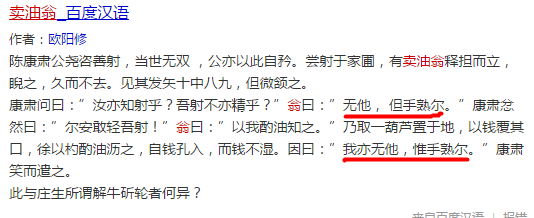 卖油翁_百度汉语
作者：欧阳修
陈康肃公尧咨善射，当世无双 ，公亦以此自矜。尝射于家圃，有卖油翁释担而立，
睨之，久而不去。见其发矢十中八九，但微颔之。
康肃问曰：”汝亦知射乎？吾射不亦精乎？”翁曰：”无他， 但手熟尔。”康肃忿
然曰：”尔安敢轻吾射！”翁曰：”以我酌油知之。”乃取一葫芦置于地，以钱覆其
口，徐以杓酌油沥之，自钱孔入，而钱不湿。因曰：”我亦无他，惟手熟尔。”康肃
笑而遣之。
此与庄生所谓解牛斫轮者何异？
来自百度汉语 | 报错